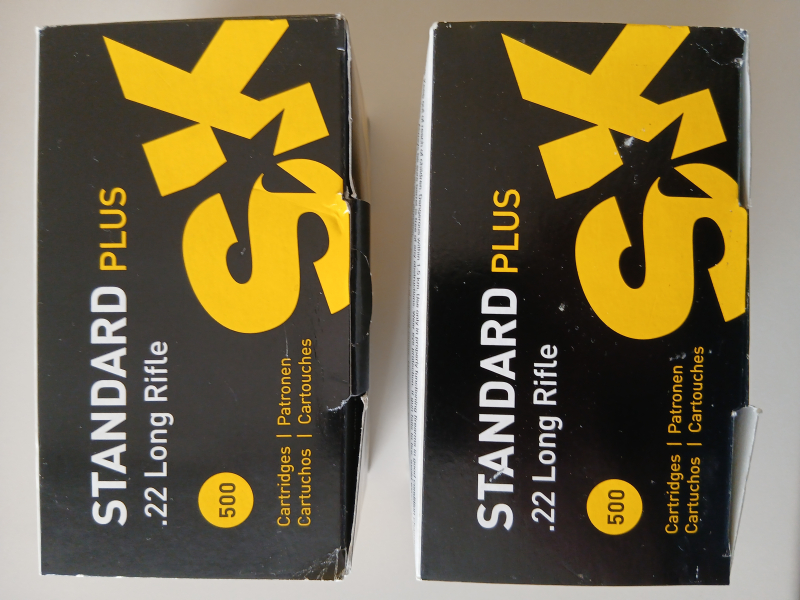 SK
STANDARD PLUS
.22 Long Rifle
500
Cartridges | Patronen
Cartuchos | Cartouches
SK
STANDARD PLUS
.22 Long Rifle
500
Cartridges | Patronen
Cartuchos | Cartouches